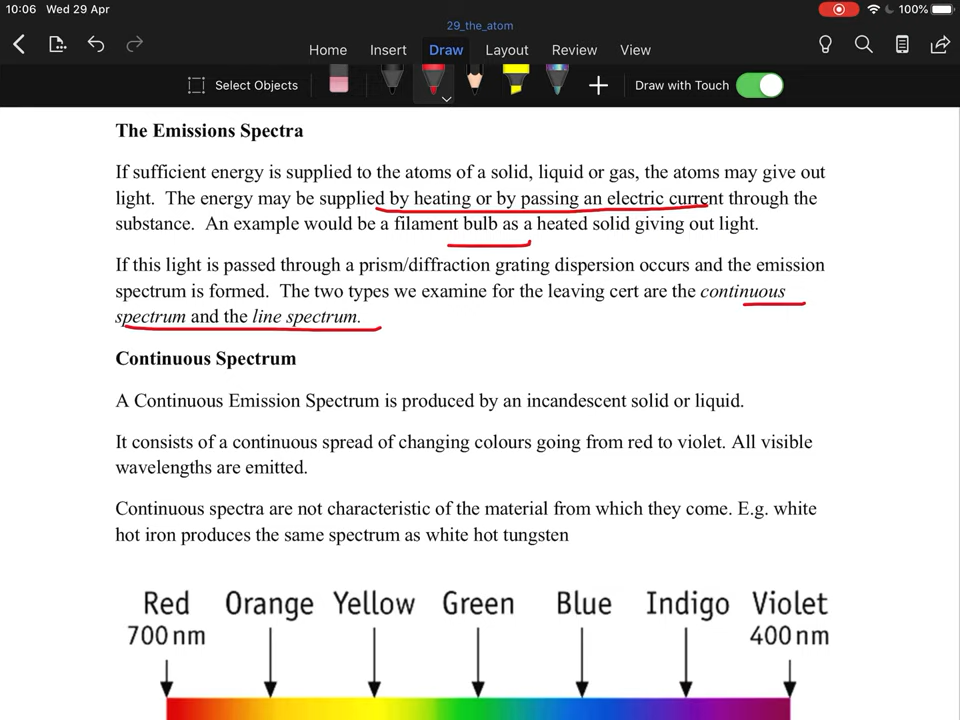 10:06 Wed 29 Apr
100%
29_the_atom
Home Insert Draw Layout Review View
Select Objects
Draw with Touch
The Emissions Spectra
If sufficient energy is supplied to the atoms of a solid, liquid or gas, the atoms may give out
light. The energy may be supplied by heating or by passing an electric current through the
substance. An example would be a filament bulb as a heated solid giving out light.
If this light is passed through a prism/diffraction grating dispersion occurs and the emission
spectrum is formed. The two types we examine for the leaving cert are the continuous
spectrum and the line spectrum.
Continuous Spectrum
A Continuous Emission Spectrum is produced by an incandescent solid or liquid.
It consists of a continuous spread of changing colours going from red to violet. All visible
wavelengths are emitted.
Continuous spectra are not characteristic of the material from which they come. E.g. white
hot iron produces the same spectrum as white hot tungsten
Red Orange Yellow Green Blue Indigo Violet
700 nm 400 nm